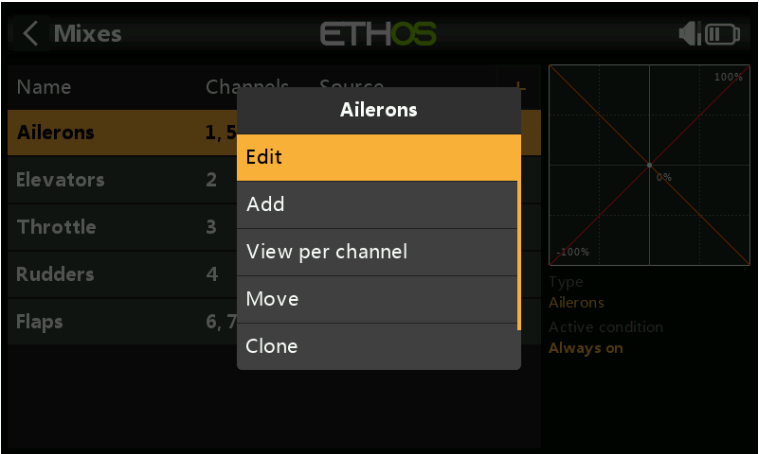 Mixes
ETHOS
Name Channels Source +
100%
Ailerons
Ailerons 1, 5
Edit
Elevators 2
0%
Add
Throttle 3
View per channel
-100%
Rudders 4
Type
Move
Ailerons
Flaps 6, 7
Active condition
Clone
Always on